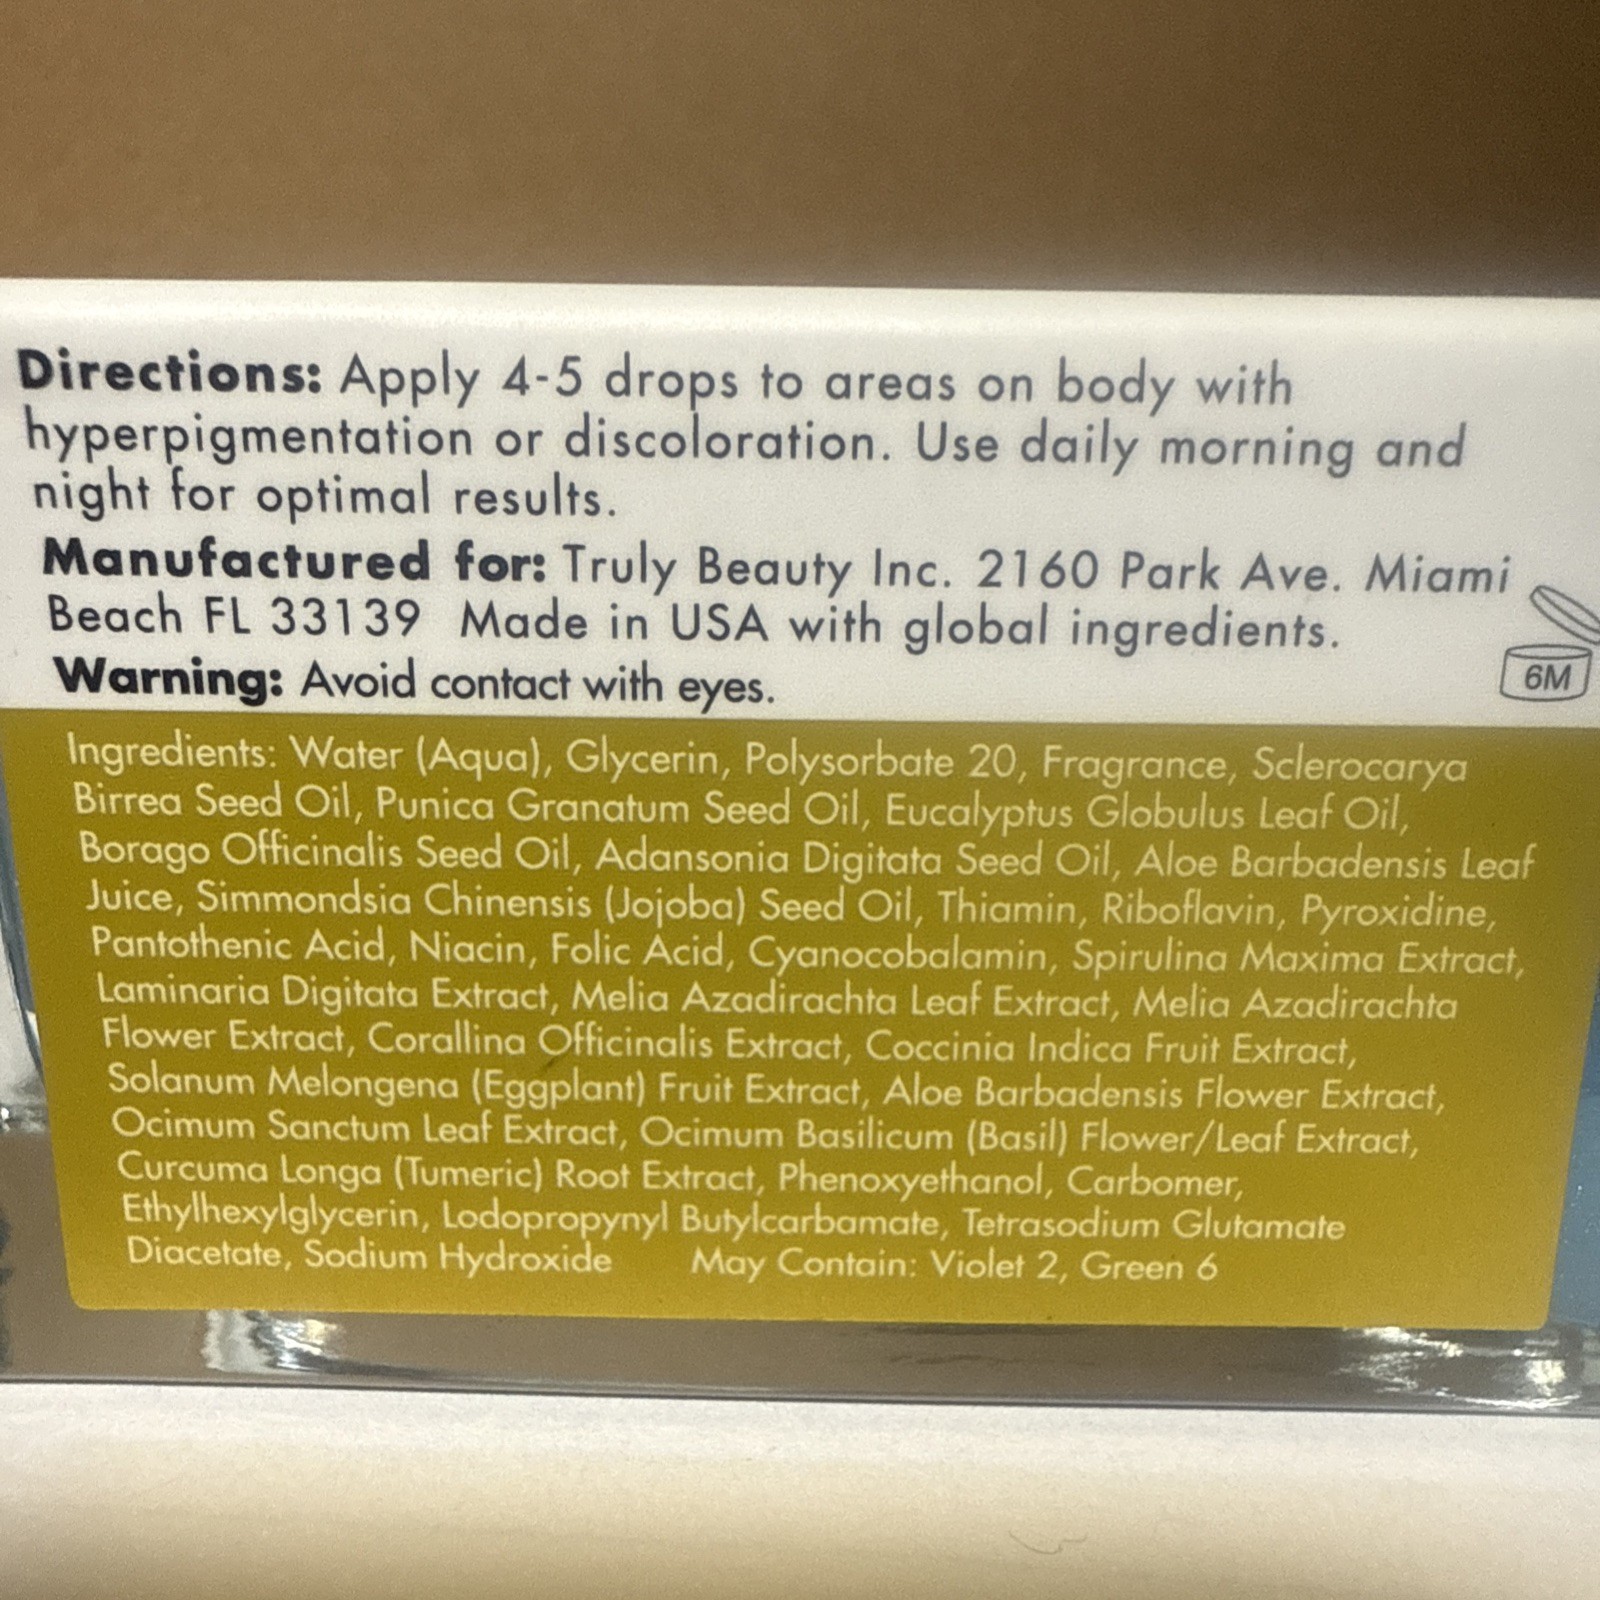 Directions: Apply 4-5 drops to areas on body with
hyperpigmentation or discoloration. Use daily morning and
night for optimal results.
Manufactured for: Truly Beauty Inc. 2160 Park Ave. Miami
Beach FL 33139 Made in USA with global ingredients.
Warning: Avoid contact with eyes.
6M
Ingredients: Water (Aqua), Glycerin, Polysorbate 20, Fragrance, Sclerocarya
Birrea Seed Oil, Punica Granatum Seed Oil, Eucalyptus Globulus Leaf Oil,
Borago Officinalis Seed Oil, Adansonia Digitata Seed Oil, Aloe Barbadensis Leaf
Juice, Simmondsia Chinensis (Jojoba) Seed Oil, Thiamin, Riboflavin, Pyroxidine,
Pantothenic Acid, Niacin, Folic Acid, Cyanocobalamin, Spirulina Maxima Extract,
Laminaria Digitata Extract, Melia Azadirachta Leaf Extract, Melia Azadirachta
Flower Extract, Corallina Officinalis Extract, Coccinia Indica Fruit Extract,
Solanum Melongena (Eggplant) Fruit Extract, Aloe Barbadensis Flower Extract,
Ocimum Sanctum Leaf Extract, Ocimum Basilicum (Basil) Flower/Leaf Extract,
Curcuma Longa (Tumeric) Root Extract, Phenoxyethanol, Carbomer,
Ethylhexylglycerin, Lodopropynyl Butylcarbamate, Tetrasodium Glutamate
Diacetate, Sodium Hydroxide May Contain: Violet 2, Green 6